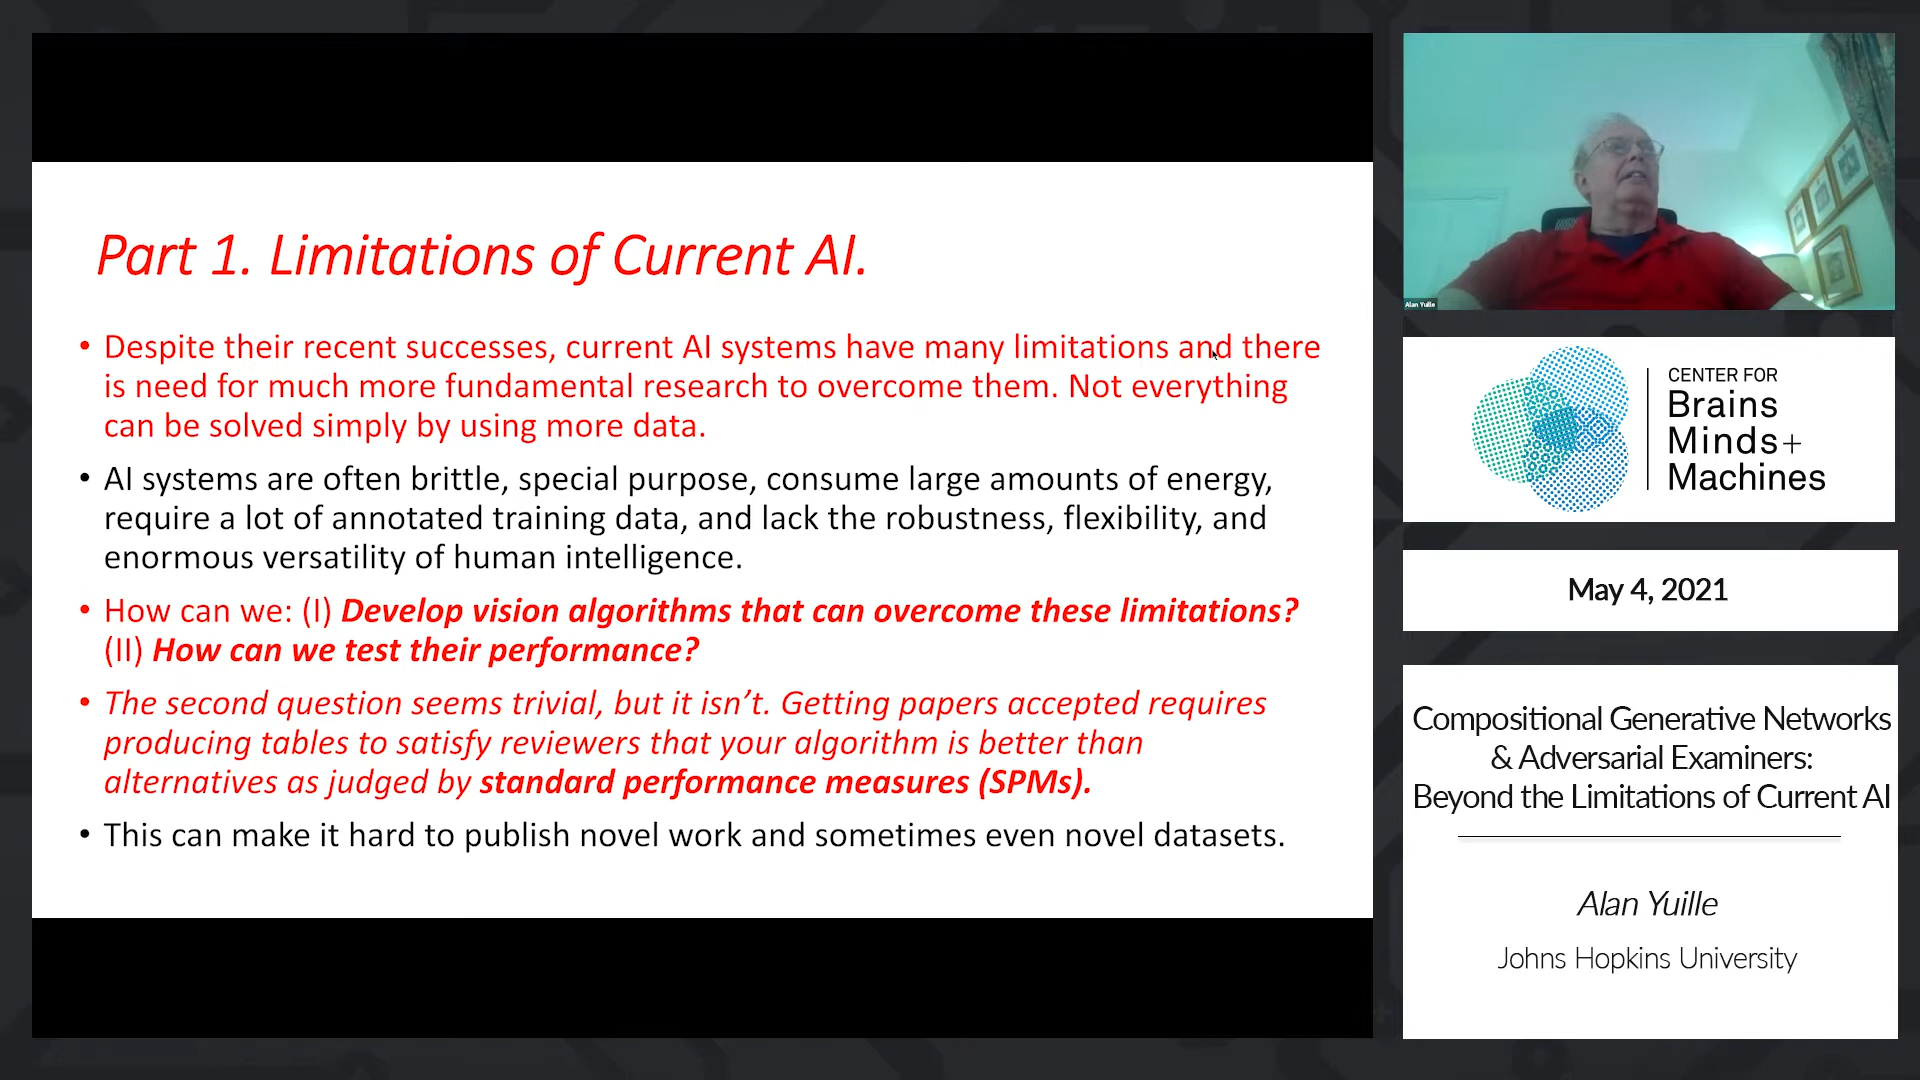 Part 1. Limitations of Current AI.
• Despite their recent successes, current AI systems have many limitations and there
is need for much more fundamental research to overcome them. Not everything
can be solved simply by using more data.
• AI systems are often brittle, special purpose, consume large amounts of energy,
require a lot of annotated training data, and lack the robustness, flexibility, and
enormous versatility of human intelligence.
• How can we: (I) Develop vision algorithms that can overcome these limitations?
(II) How can we test their performance?
• The second question seems trivial, but it isn’t. Getting papers accepted requires
producing tables to satisfy reviewers that your algorithm is better than
alternatives as judged by standard performance measures (SPMs).
• This can make it hard to publish novel work and sometimes even novel datasets.
Alan Yuille
CENTER FOR
Brains
Minds+
Machines
May 4, 2021
Compositional Generative Networks
& Adversarial Examiners:
Beyond the Limitations of Current AI
Alan Yuille
Johns Hopkins University